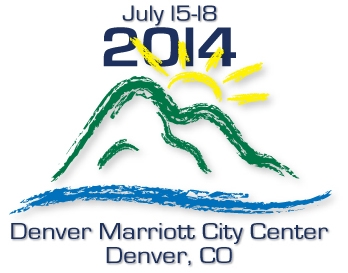 July 15-18
2014
Denver Marriott City Center
Denver, CO